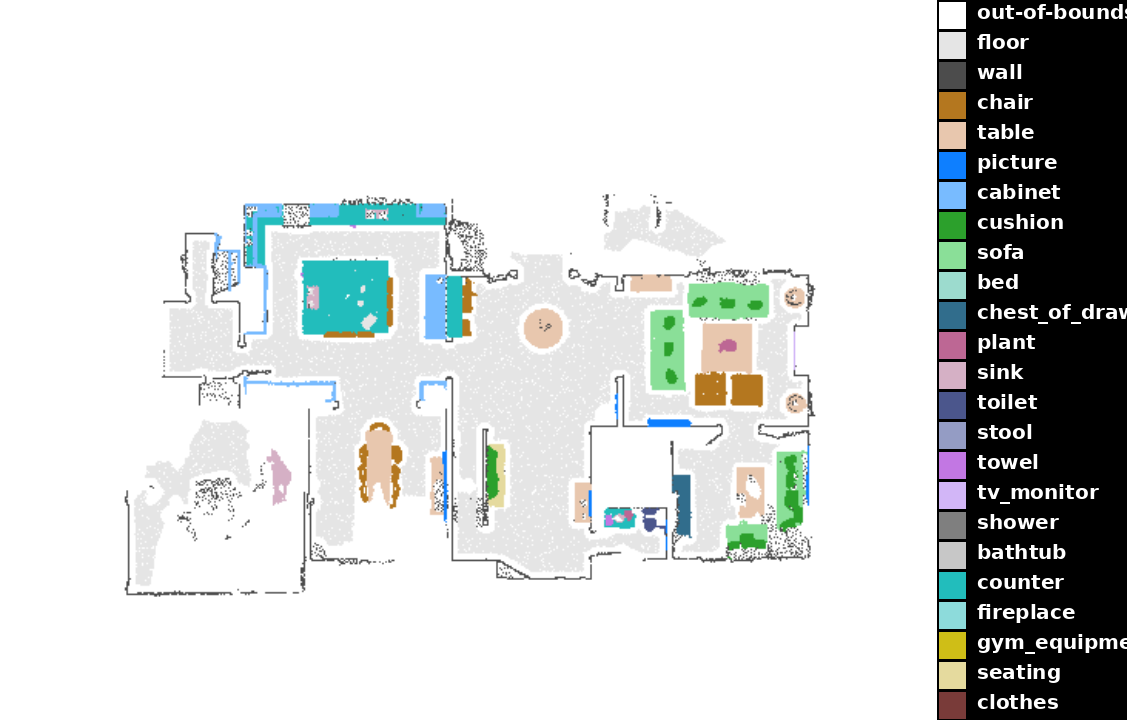 out-of-bounds
floor
wall
chair
table
picture
cabinet
cushion
sofa
bed
chest_of_draw
plant
sink
toilet
stool
towel
tv_monitor
shower
bathtub
counter
fireplace
gym_equipme
seating
clothes